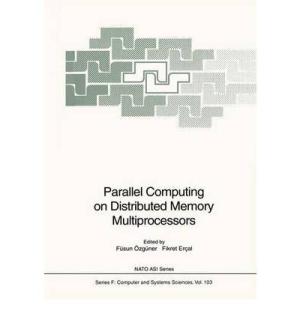 Parallel Computing
on Distributed Memory
Multiprocessors
Edited by
Füsun Özgüner Fikret Erçal
NATO ASI Series
Series F: Computer and Systems Sciences, Vol. 103